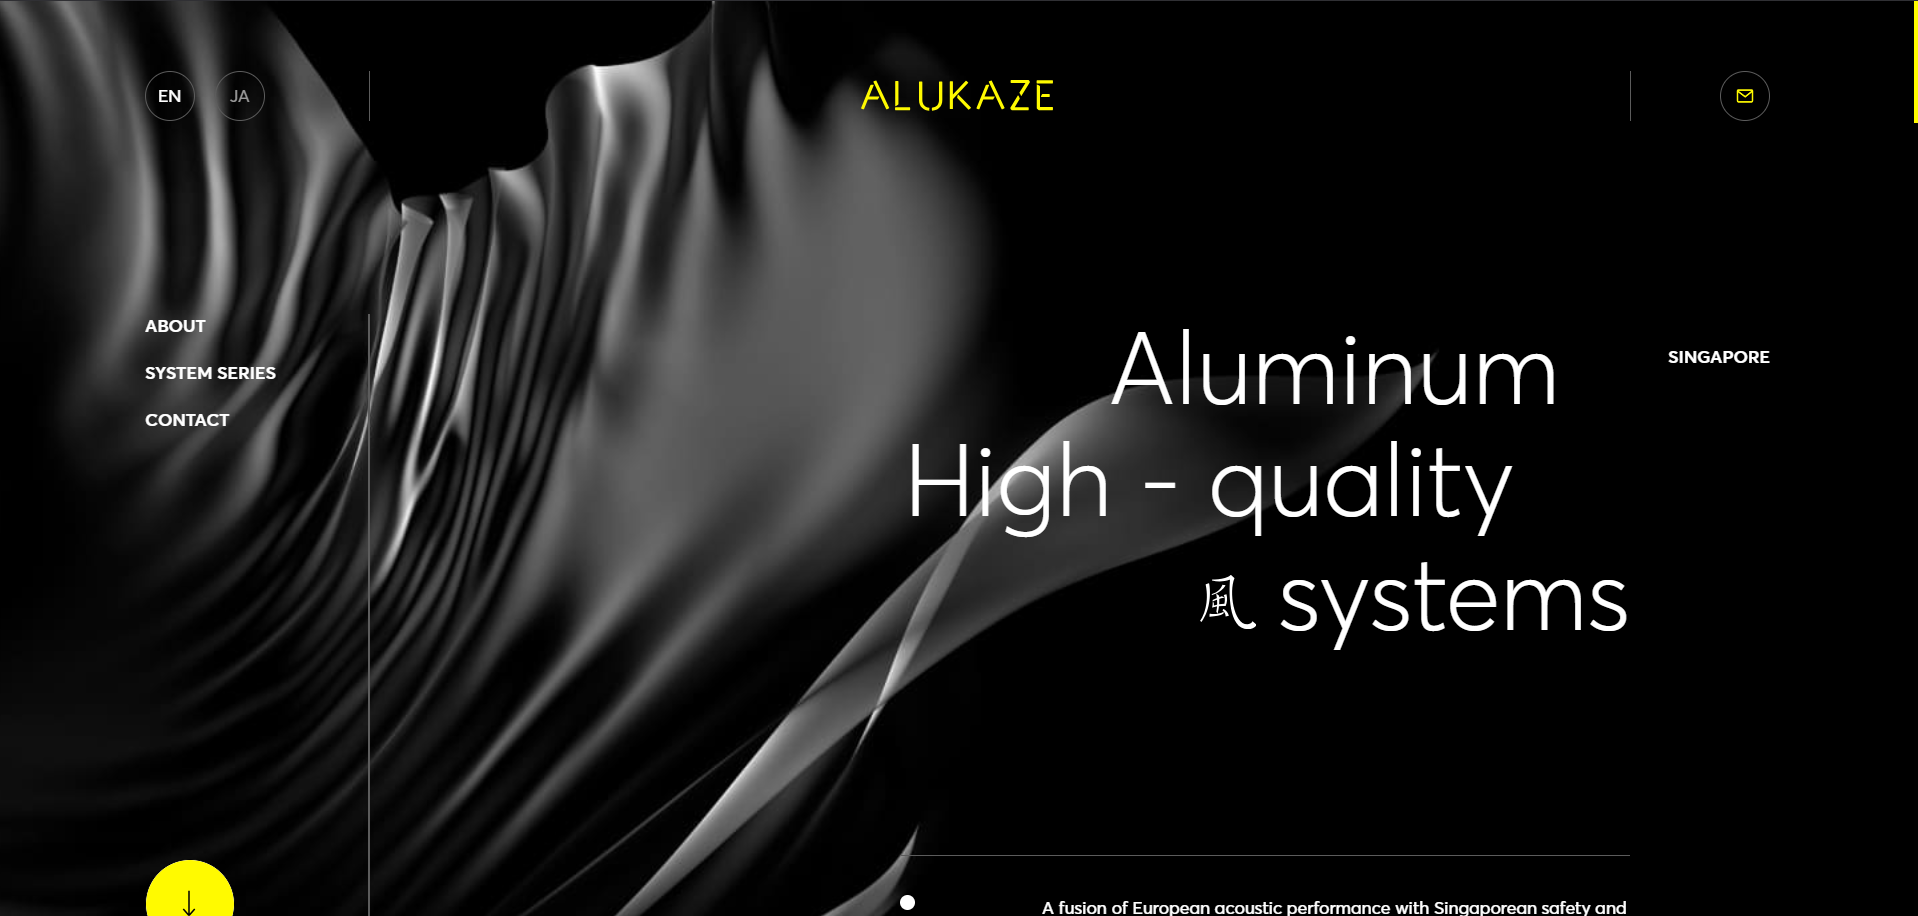 EN
JA
ALUKAZE
ABOUT
SYSTEM SERIES
CONTACT
Aluminum
High - quality
風 systems
SINGAPORE
A fusion of European acoustic performance with Singaporean safety and